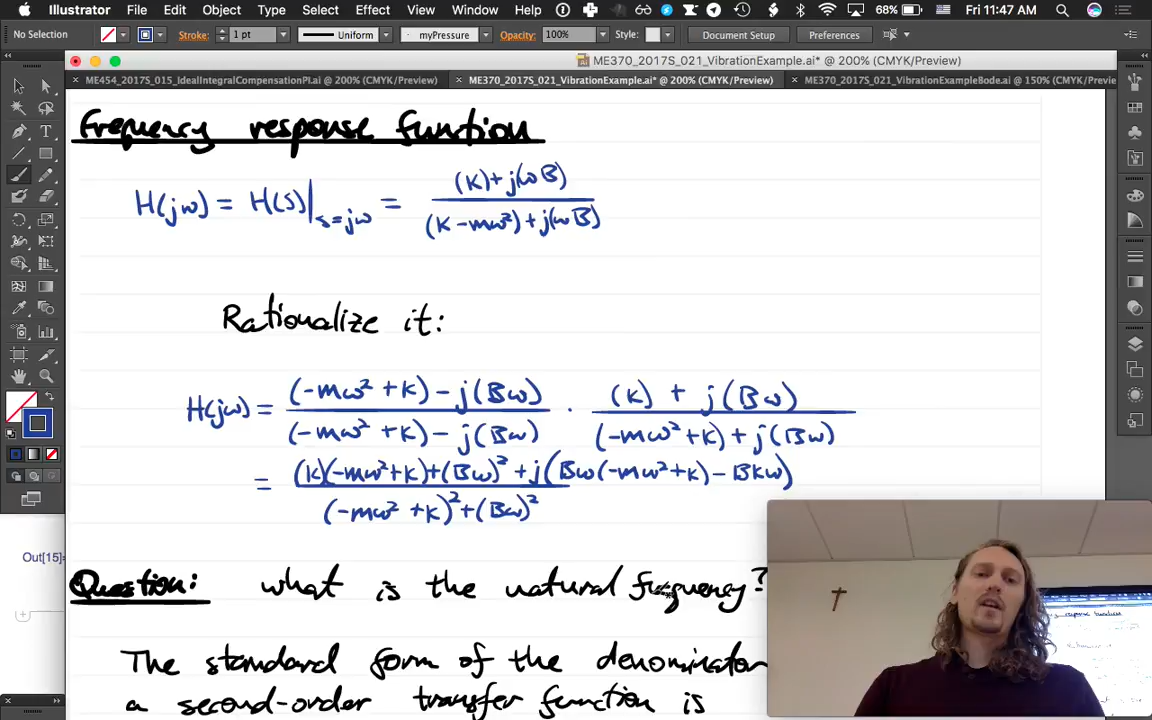 Illustrator File Edit Object Type Select Effect View Window Help 68% Fri 11:47 AM
No Selection Stroke: 1 pt Uniform myPressure Opacity: 100% Style: Document Setup Preferences
ME370_2017S_021_VibrationExample.ai* @ 200% (CMYK/Preview)
ME454_2017S_015_IdealIntegralCompensationPI.ai @ 200% (CMYK/Preview) ME370_2017S_021_VibrationExample.ai* @ 200% (CMYK/Preview) ME370_2017S_021_VibrationExampleBode.ai @ 150% (CMYK/Preview)
Frequency response function
H(jω) = H(s)|s=jω = (K)+j(ωB) / (K-mω²)+j(ωB)
Rationalize it:
H(jω) = (-mω²+K)-j(Bω) / (-mω²+K)-j(Bω) · (K) + j(Bω) / (-mω²+K)+j(Bω)
= (K)(-mω²+K)+(Bω)²+j(Bω(-mω²+K)-BKω) / (-mω²+K)²+(Bω)²
Out[15]=
Question: what is the natural frequency?
The standard form of the denominator
a second-order transfer function is